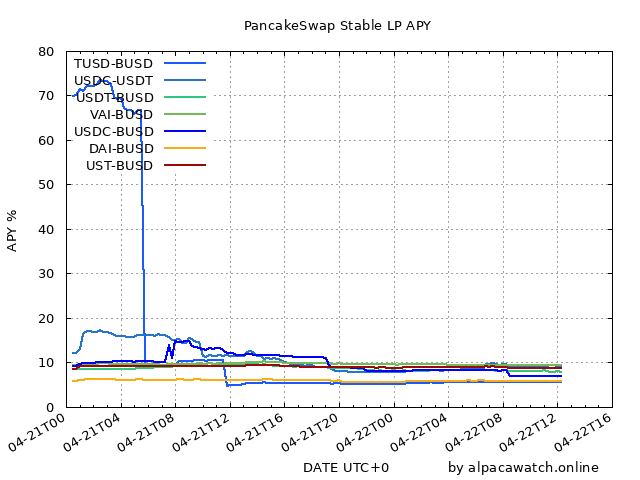 PancakeSwap Stable LP APY
80
70
60
50
40
30
20
10
0
APY %
TUSD-BUSD
USDC-USDT
USDT-BUSD
VAI-BUSD
USDC-BUSD
DAI-BUSD
UST-BUSD
04-21T00
04-21T04
04-21T08
04-21T12
04-21T16
04-21T20
04-22T00
04-22T04
04-22T08
04-22T12
04-22T16
DATE UTC+0
by alpacawatch.online